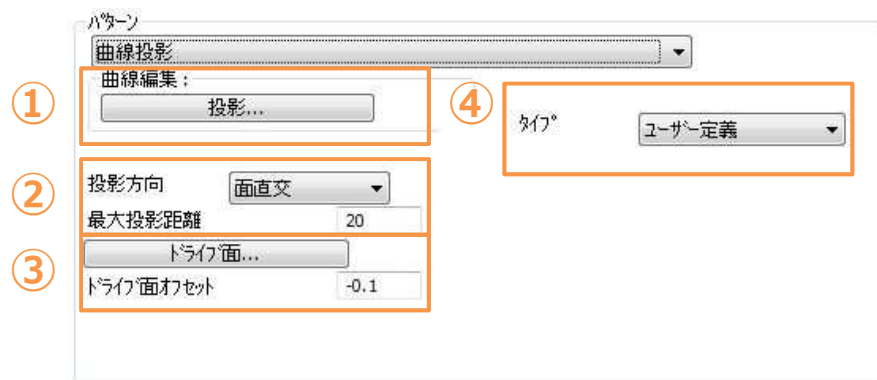 パターン
曲線投影
曲線編集：
① 投影...
④ タイプ ユーザー定義
② 投影方向 面直交
最大投影距離 20
③ ドライブ面...
ドライブ面オフセット -0.1